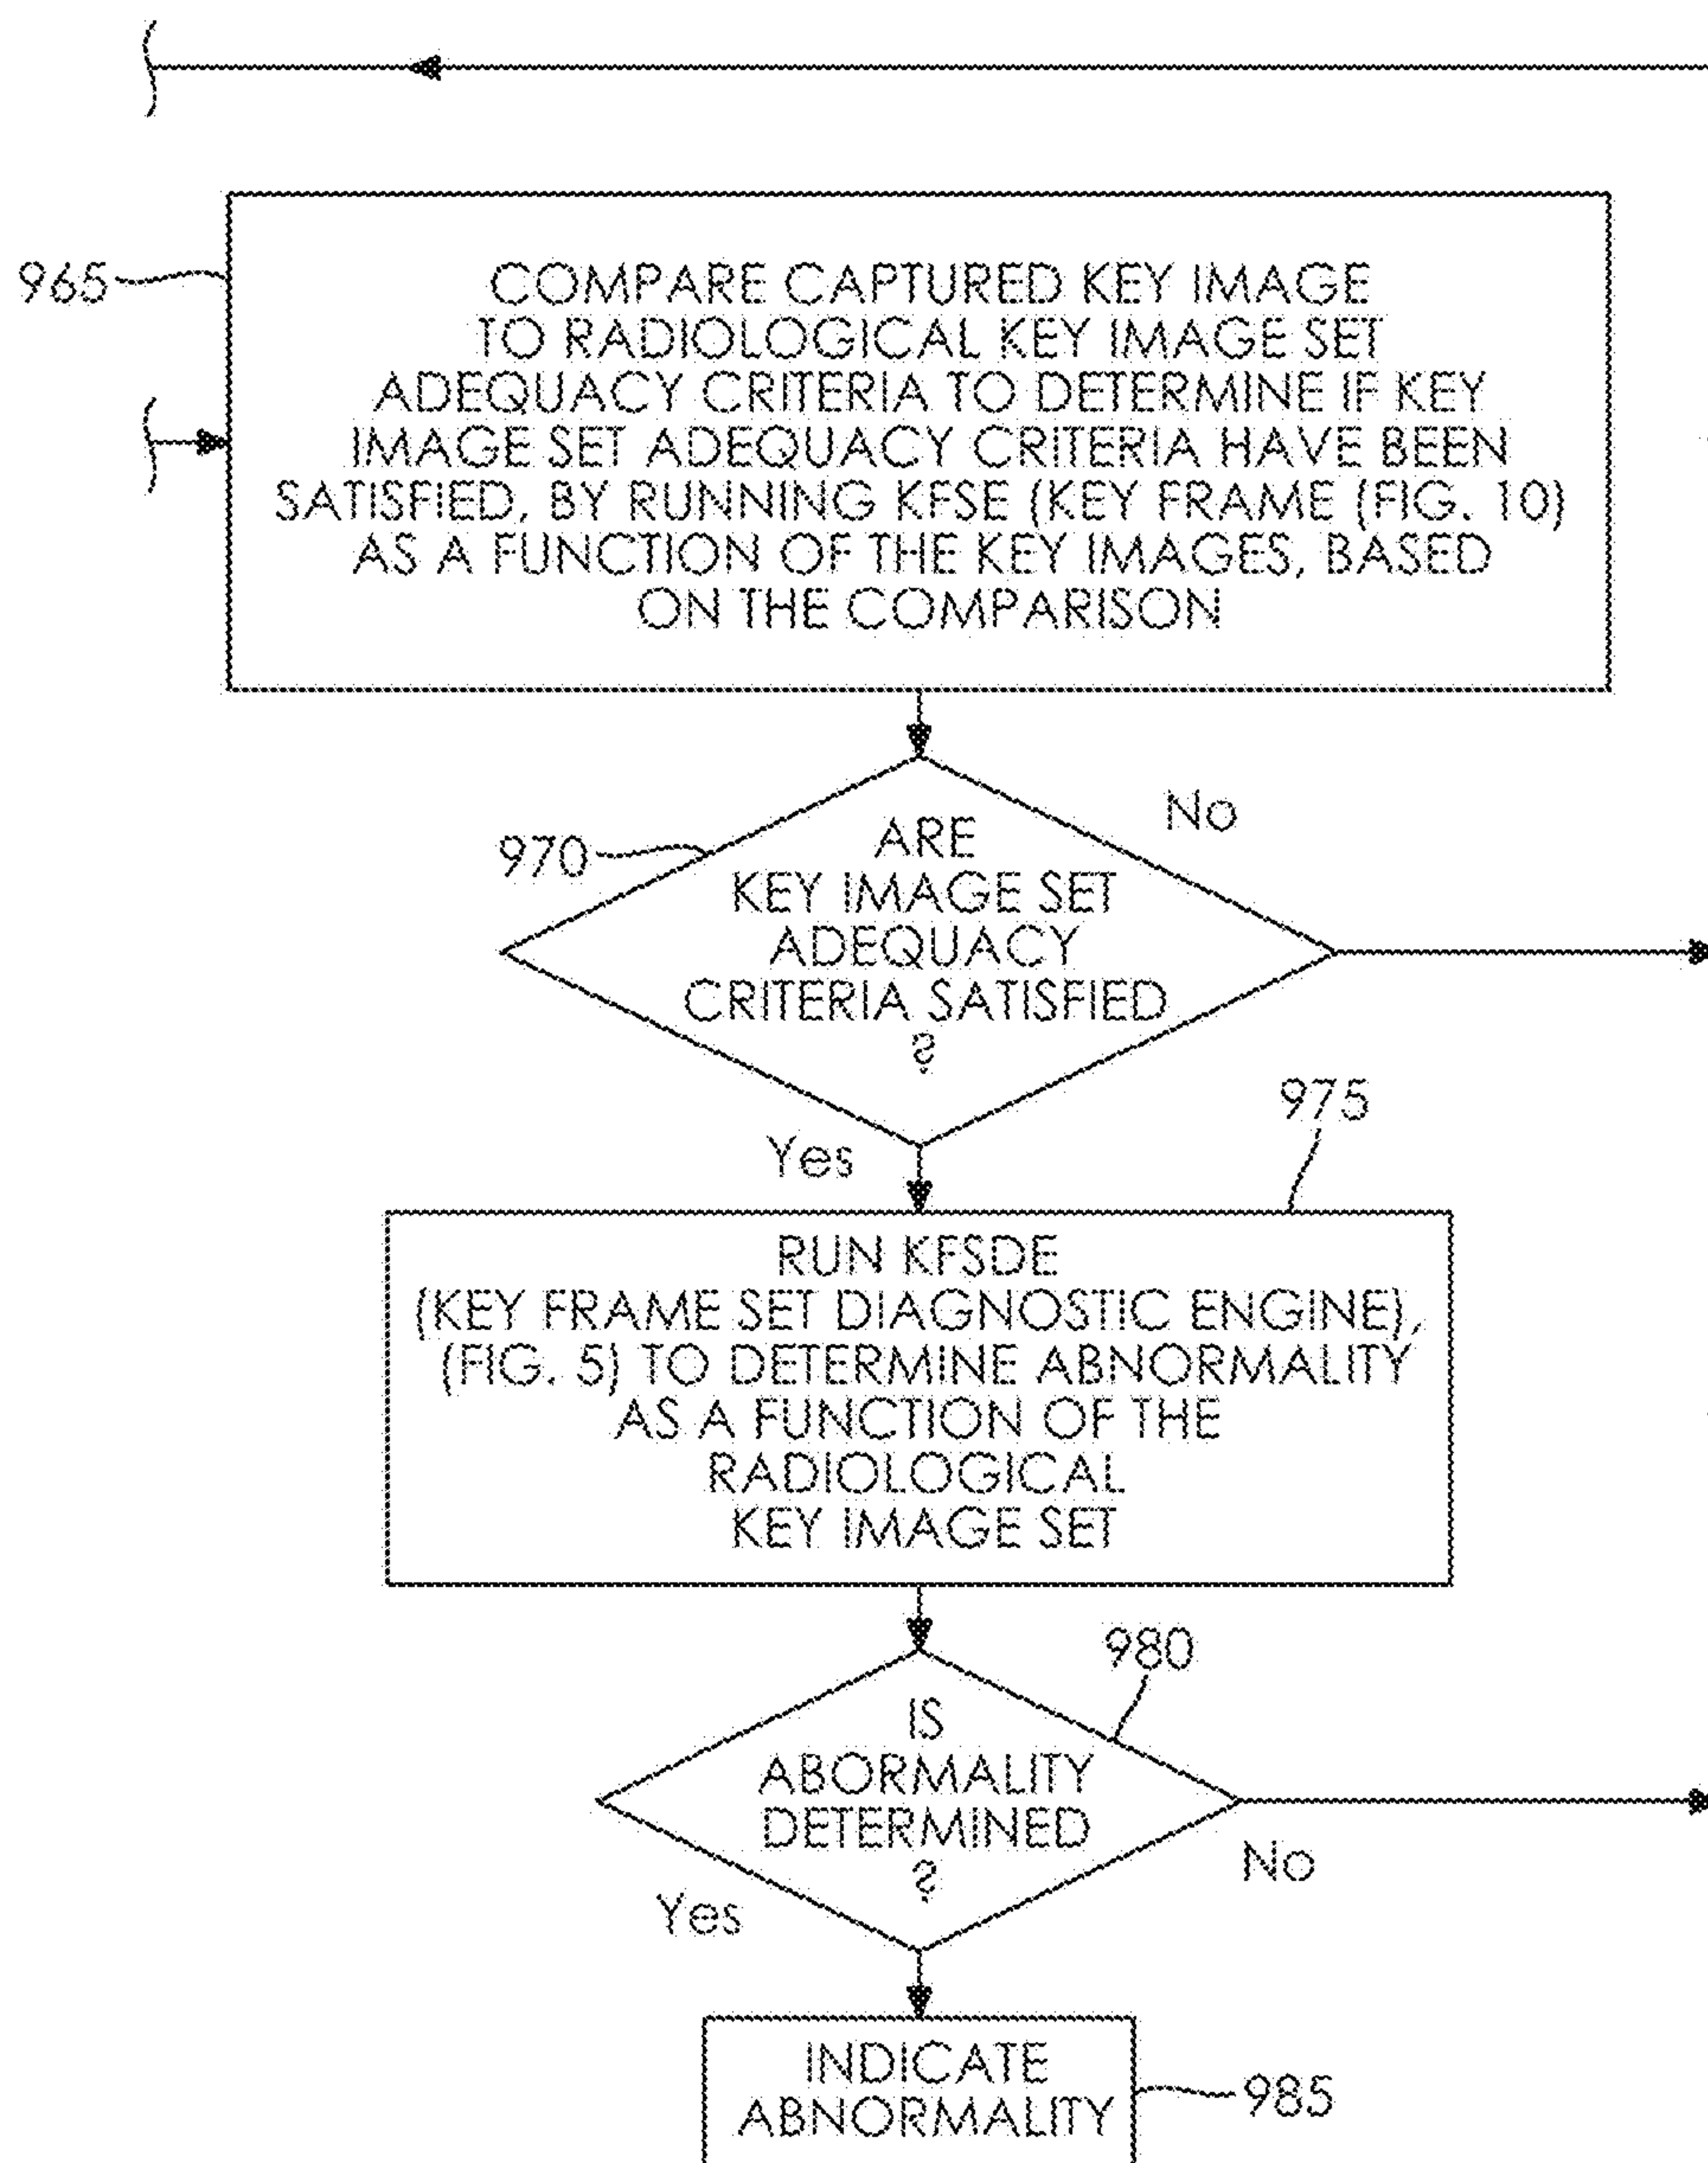 965
COMPARE CAPTURED KEY IMAGE
TO RADIOLOGICAL KEY IMAGE SET
ADEQUACY CRITERIA TO DETERMINE IF KEY
IMAGE SET ADEQUACY CRITERIA HAVE BEEN
SATISFIED, BY RUNNING KFSE (KEY FRAME (FIG. 10)
AS A FUNCTION OF THE KEY IMAGES, BASED
ON THE COMPARISON
No
970
ARE
KEY IMAGE SET
ADEQUACY
CRITERIA SATISFIED
?
975
Yes
RUN KFSDE
(KEY FRAME SET DIAGNOSTIC ENGINE),
(FIG. 5) TO DETERMINE ABNORMALITY
AS A FUNCTION OF THE
RADIOLOGICAL
KEY IMAGE SET
980
IS
ABORMALITY
DETERMINED
?
No
Yes
INDICATE
ABNORMALITY
985